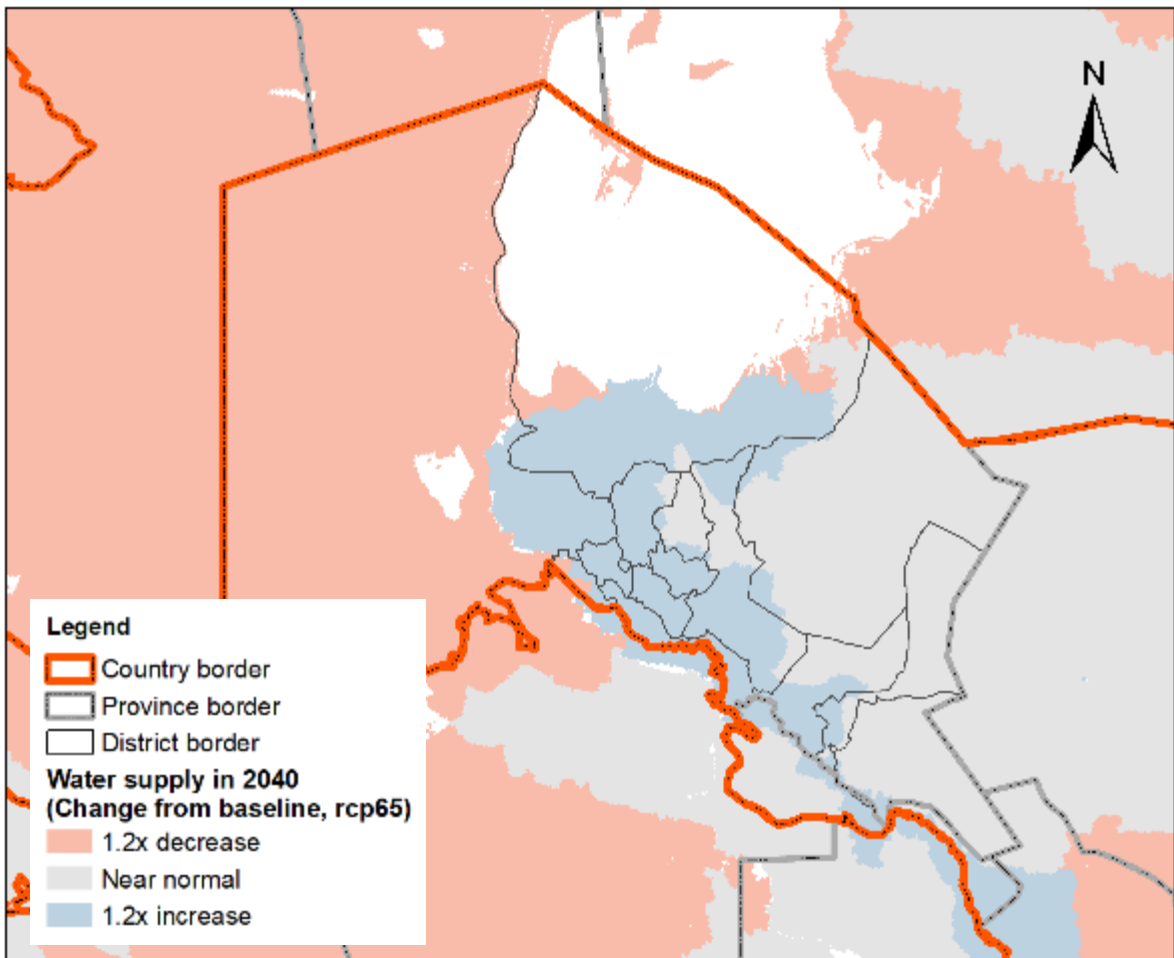 N
Legend
Country border
Province border
District border
Water supply in 2040
(Change from baseline, rcp65)
1.2x decrease
Near normal
1.2x increase